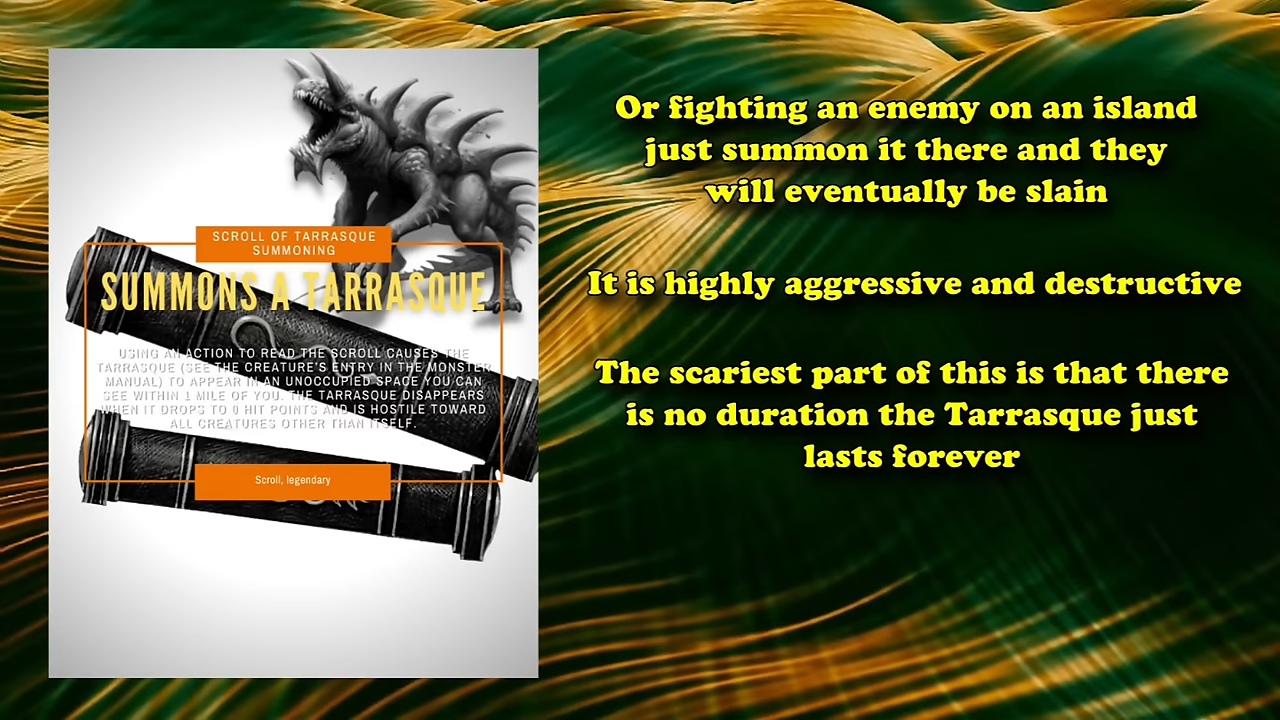 SCROLL OF TARRASQUE
SUMMONING
SUMMONS A TARRASQUE
USING AN ACTION TO READ THE SCROLL CAUSES THE
TARRASQUE (SEE THE CREATURE'S ENTRY IN THE MONSTER
MANUAL) TO APPEAR IN AN UNOCCUPIED SPACE YOU CAN
SEE WITHIN 1 MILE OF YOU. THE TARRASQUE DISAPPEARS
WHEN IT DROPS TO 0 HIT POINTS AND IS HOSTILE TOWARD
ALL CREATURES OTHER THAN ITSELF.
Scroll, legendary
Or fighting an enemy on an island
just summon it there and they
will eventually be slain
It is highly aggressive and destructive
The scariest part of this is that there
is no duration the Tarrasque just
lasts forever